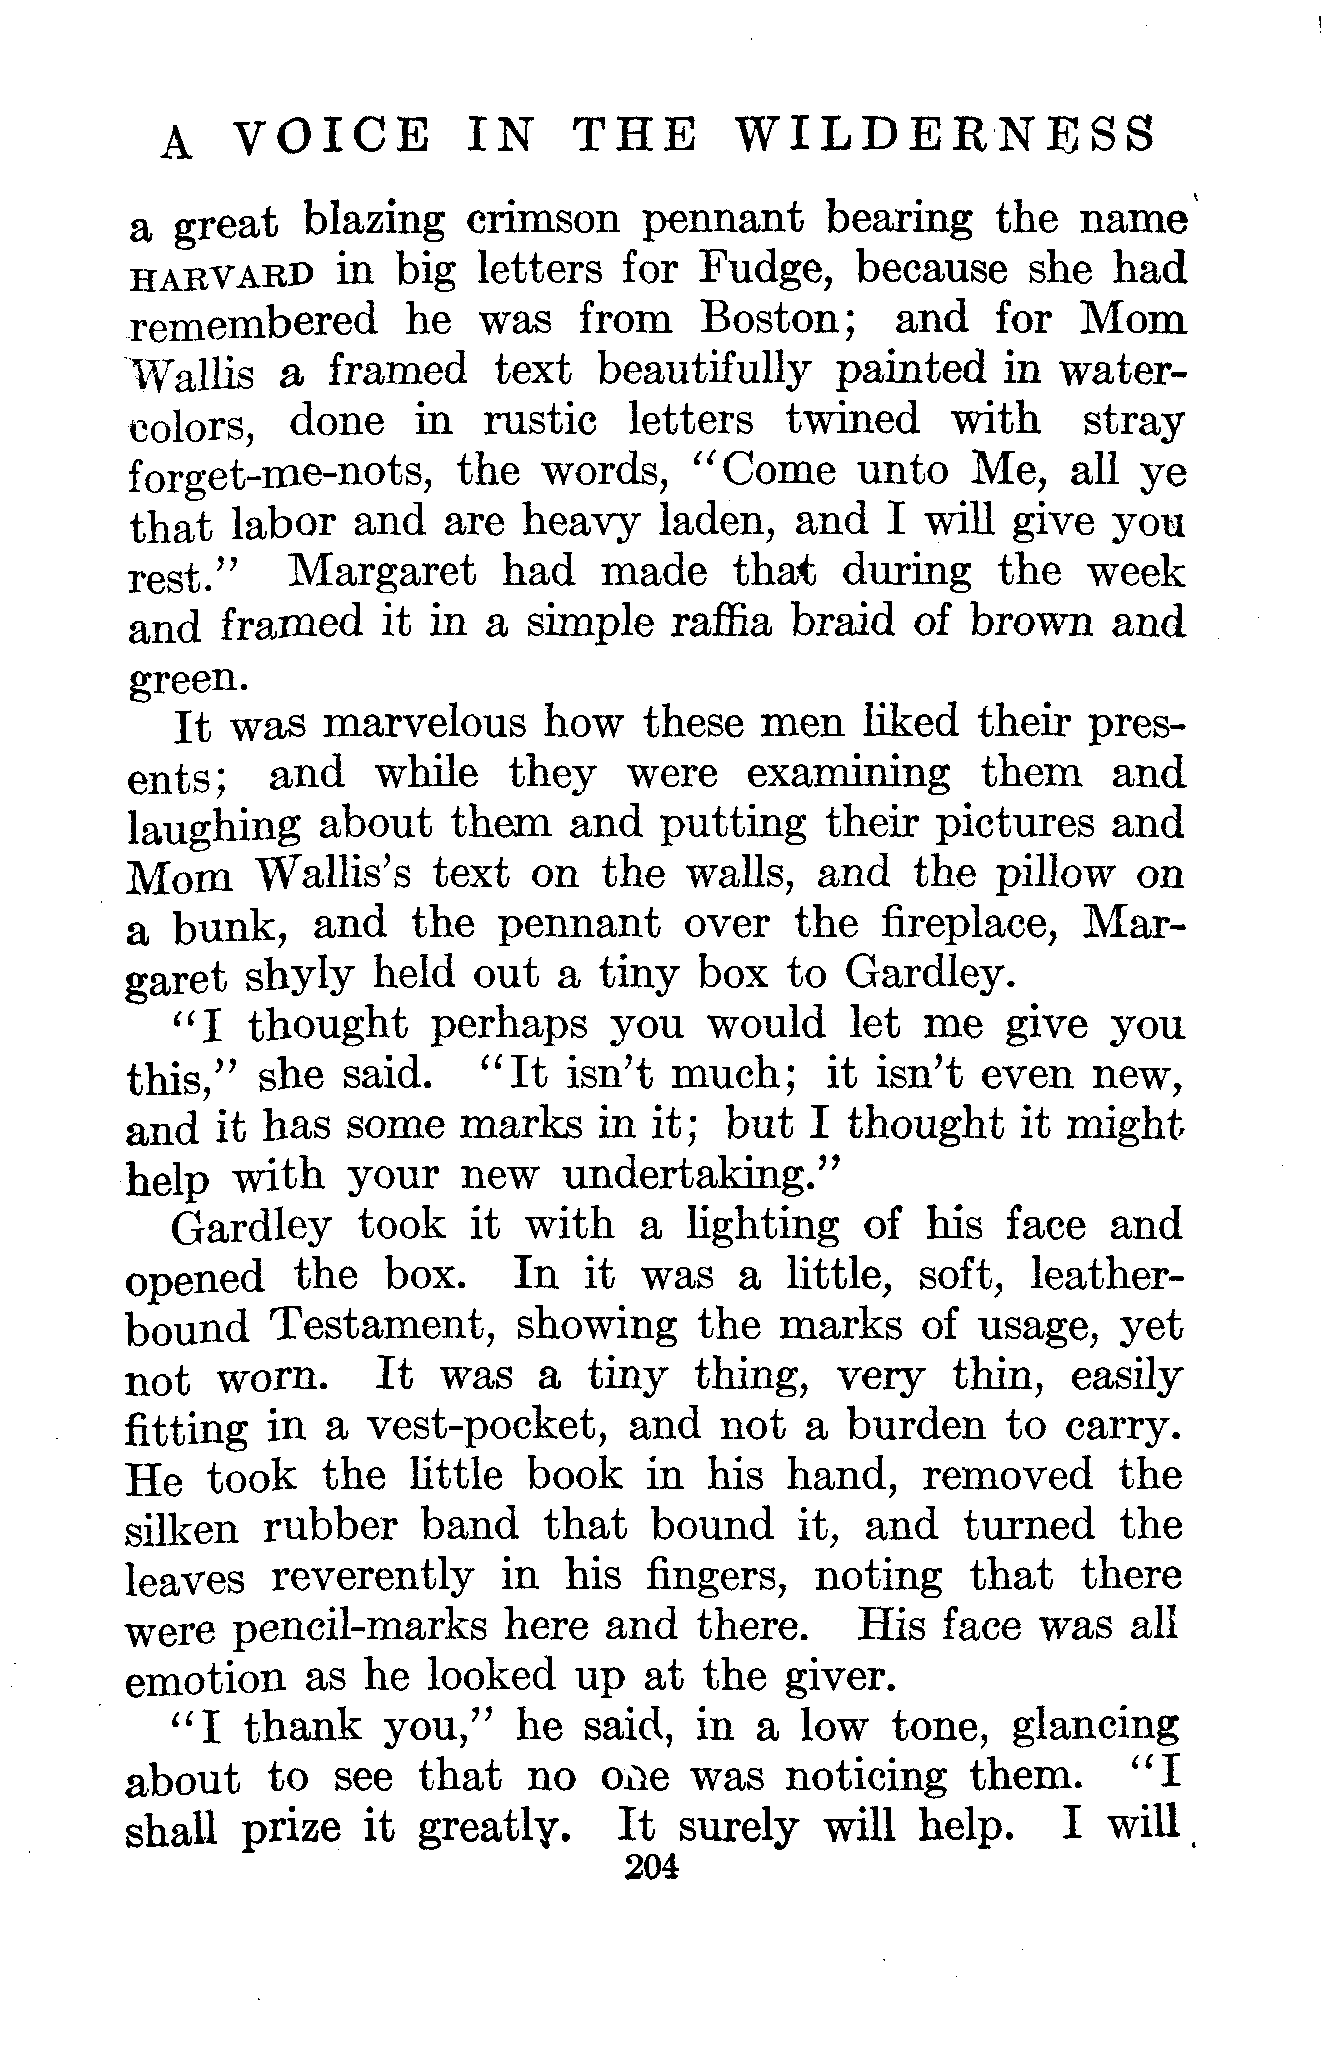 A VOICE IN THE WILDERNESS
a great blazing crimson pennant bearing the name
HARVARD in big letters for Fudge, because she had
remembered he was from Boston; and for Mom
Wallis a framed text beautifully painted in water-
colors, done in rustic letters twined with stray
forget-me-nots, the words, "Come unto Me, all ye
that labor and are heavy laden, and I will give you
rest." Margaret had made that during the week
and framed it in a simple raffia braid of brown and
green.
It was marvelous how these men liked their pres-
ents; and while they were examining them and
laughing about them and putting their pictures and
Mom Wallis's text on the walls, and the pillow on
a bunk, and the pennant over the fireplace, Mar-
garet shyly held out a tiny box to Gardley.
"I thought perhaps you would let me give you
this," she said. "It isn't much; it isn't even new,
and it has some marks in it; but I thought it might
help with your new undertaking."
Gardley took it with a lighting of his face and
opened the box. In it was a little, soft, leather-
bound Testament, showing the marks of usage, yet
not worn. It was a tiny thing, very thin, easily
fitting in a vest-pocket, and not a burden to carry.
He took the little book in his hand, removed the
silken rubber band that bound it, and turned the
leaves reverently in his fingers, noting that there
were pencil-marks here and there. His face was all
emotion as he looked up at the giver.
"I thank you," he said, in a low tone, glancing
about to see that no one was noticing them. "I
shall prize it greatly. It surely will help. I will
204